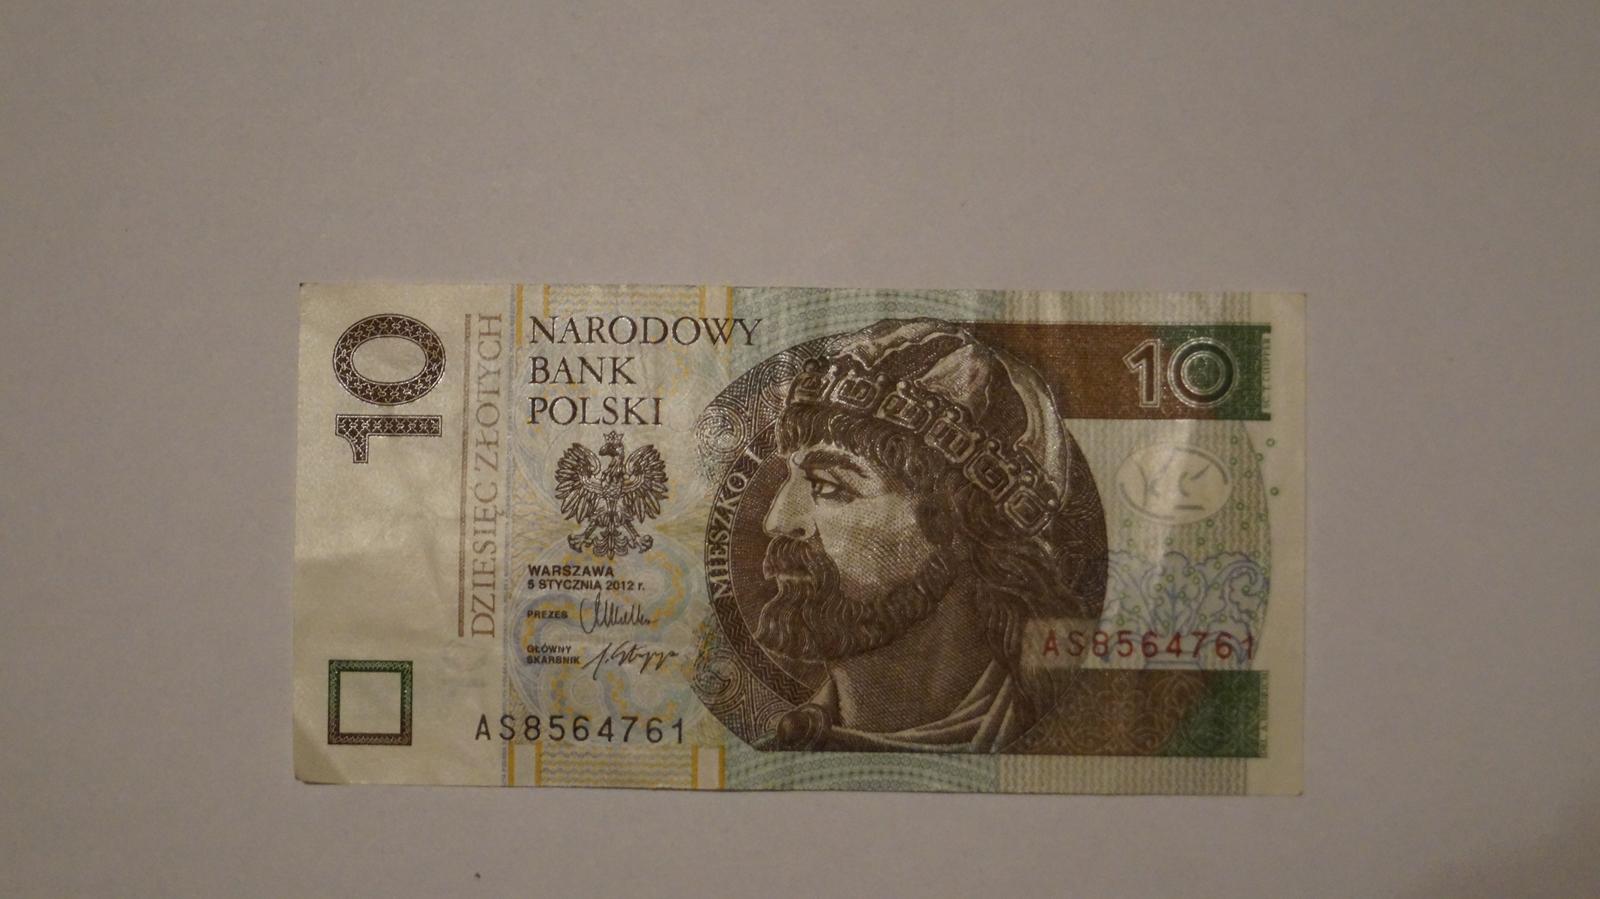 10
DZIESIĘĆ ZŁOTYCH
NARODOWY
BANK
POLSKI
WARSZAWA
5 STYCZNIA 2012 r.
PREZES
GŁÓWNY
SKARBNIK
AS8564761
MIESZKO I
10
AS8564761